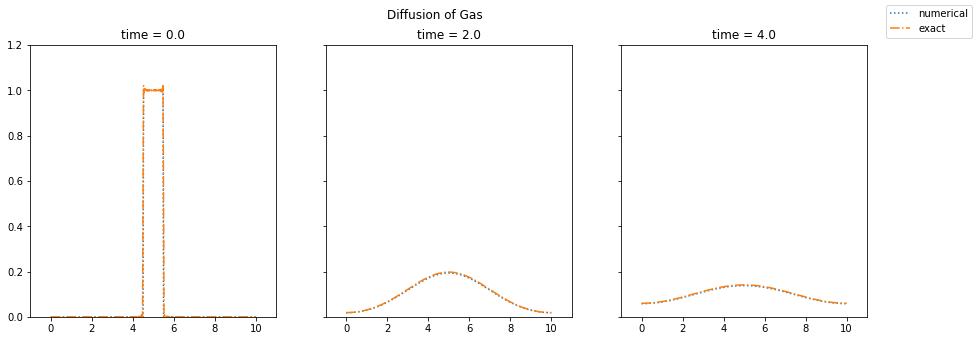 Diffusion of Gas
numerical
exact
time = 0.0
time = 2.0
time = 4.0
1.2
1.0
0.8
0.6
0.4
0.2
0.0
0 2 4 6 8 10
0 2 4 6 8 10
0 2 4 6 8 10